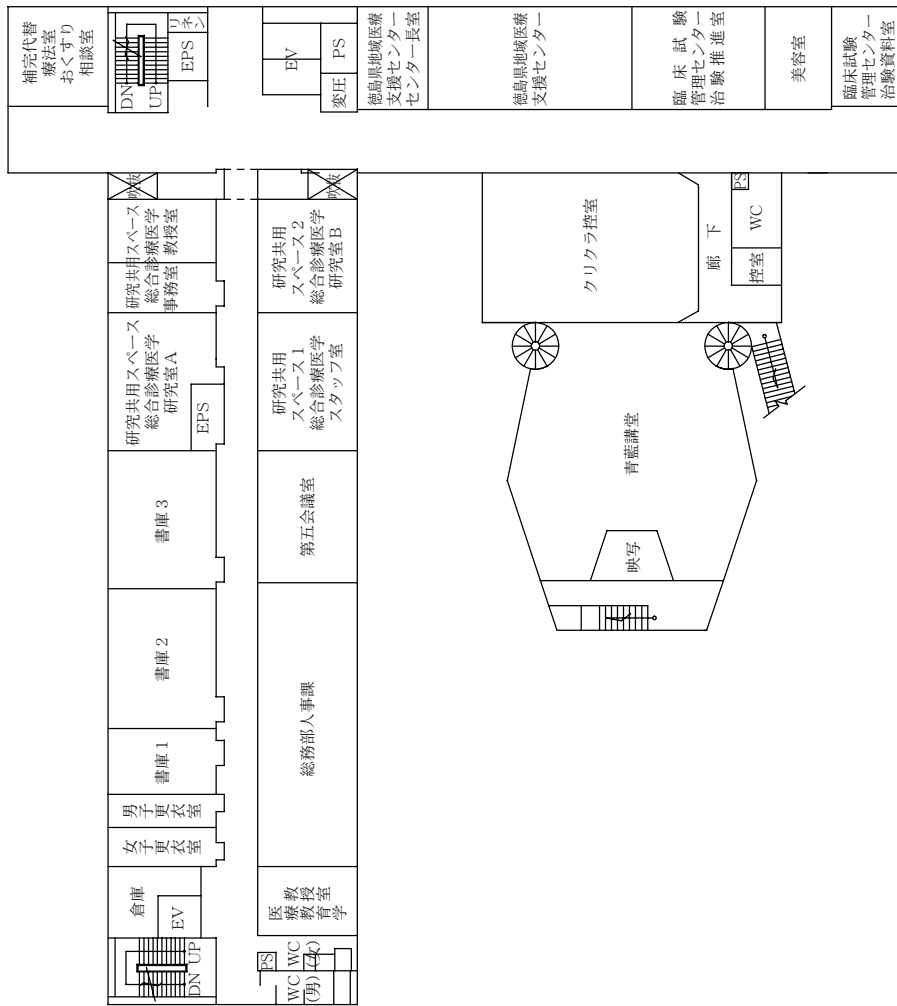 補完代替
療法室
おくすり
相談室
DN
UP
リネン
EPS
EV
PS
変圧
徳島県地域医療
支援センター
センター長室
徳島県地域医療
支援センター
臨床試験
管理センター
治験推進室
美容室
臨床試験
管理センター
治験資料室
吹抜
吹抜
研究共用スペース
総合診療医学
教授室
研究共用スペース
総合診療医学
事務室
研究共用スペース
総合診療医学
研究室A
EPS
書庫3
書庫2
書庫1
男子更衣室
女子更衣室
倉庫
EV
DN UP
研究共用
スペース2
総合診療医学
研究室B
研究共用
スペース1
総合診療医学
スタッフ室
第五会議室
総務部人事課
医療教育学
教授室
PS
WC
(女)
WC
(男)
クリクラ控室
廊下
PS
WC
控室
青藍講堂
映写